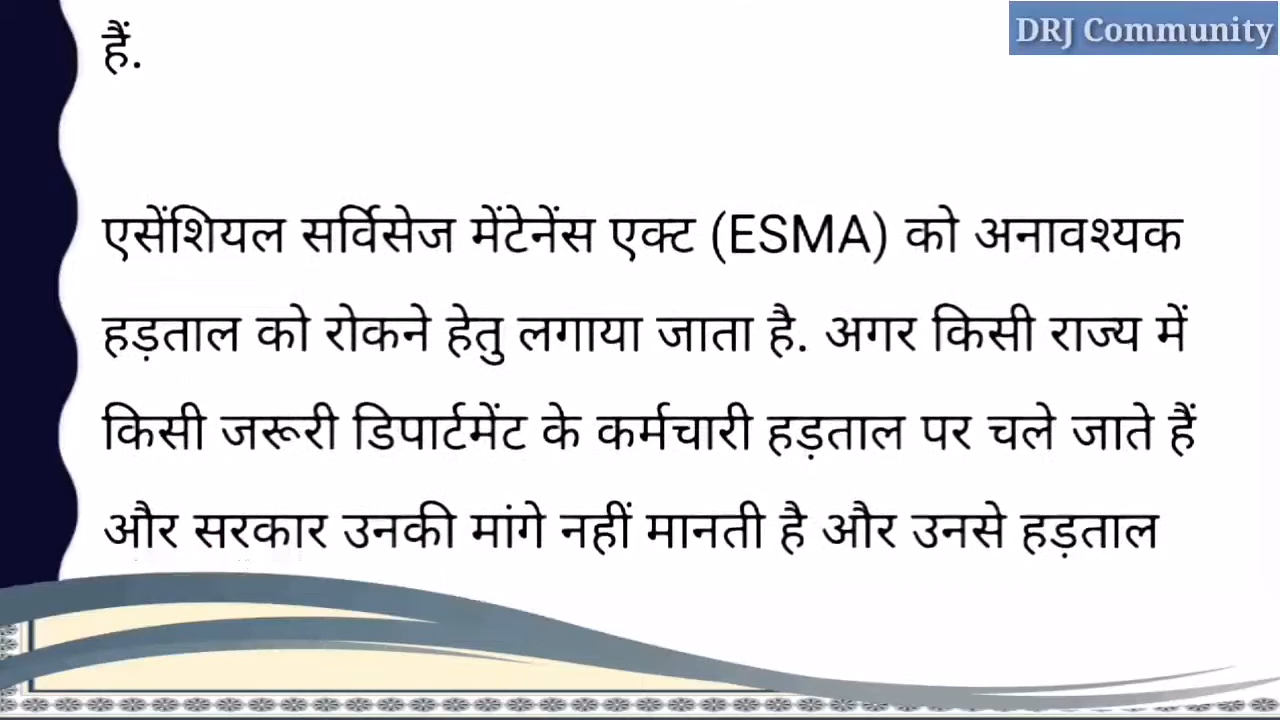 DRJ Community
हैं.
एसेंशियल सर्विसेज मेंटेनेंस एक्ट (ESMA) को अनावश्यक
हड़ताल को रोकने हेतु लगाया जाता है. अगर किसी राज्य में
किसी जरूरी डिपार्टमेंट के कर्मचारी हड़ताल पर चले जाते हैं
और सरकार उनकी मांगे नहीं मानती है और उनसे हड़ताल